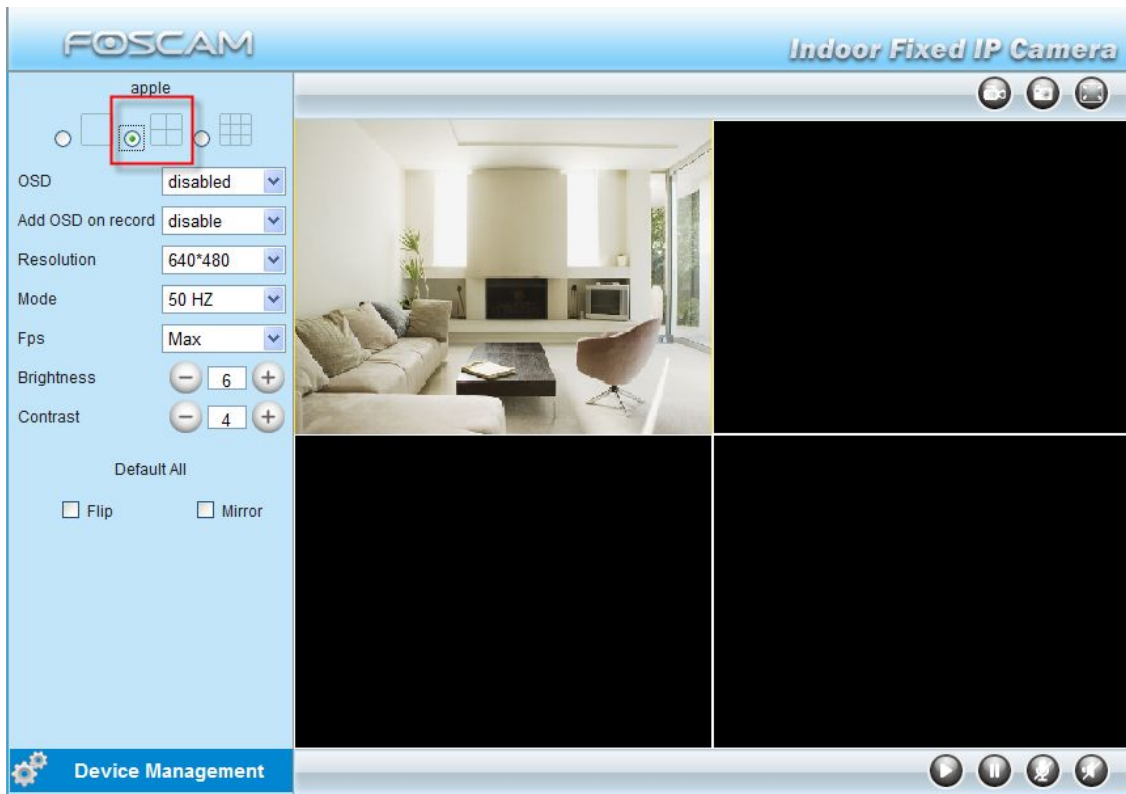 FOSCAM
Indoor Fixed IP Camera
apple
OSD disabled
Add OSD on record disable
Resolution 640*480
Mode 50 HZ
Fps Max
Brightness 6
Contrast 4
Default All
Flip Mirror
Device Management